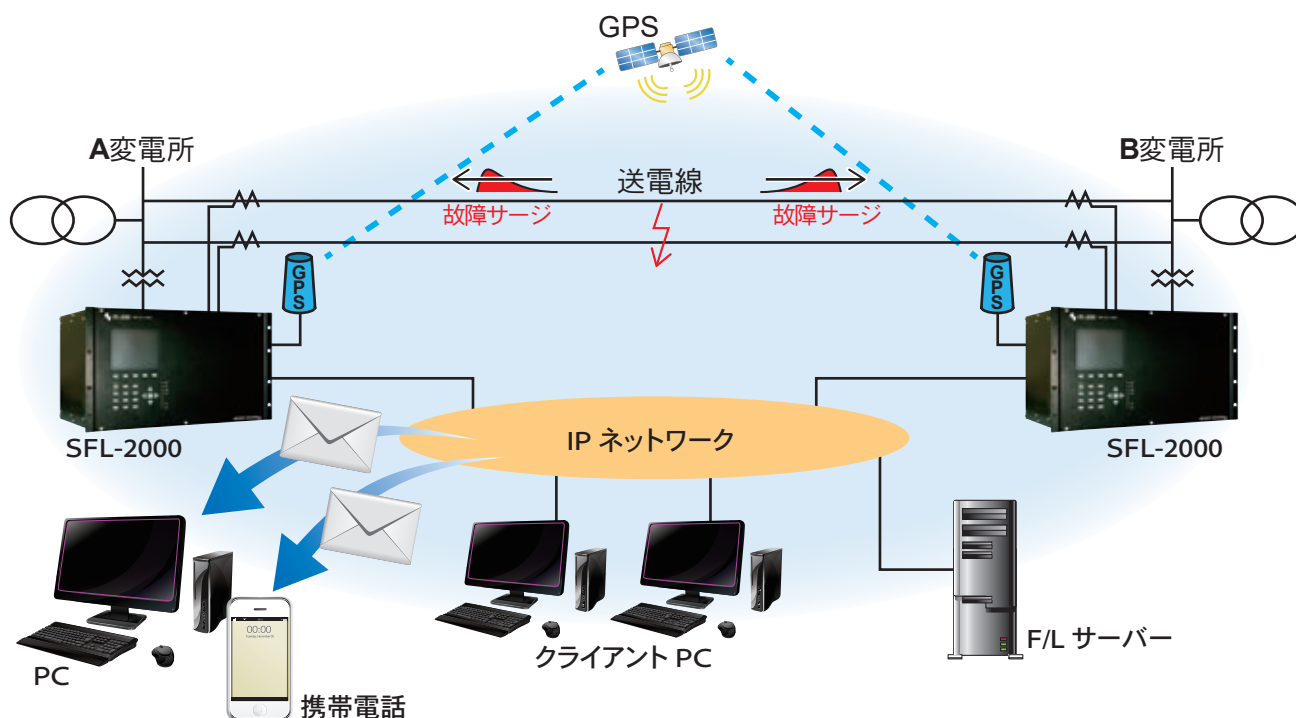 GPS
A変電所
B変電所
送電線
故障サージ
故障サージ
GPS
GPS
SFL-2000
SFL-2000
IP ネットワーク
00:00
PC
携帯電話
クライアント PC
F/L サーバー